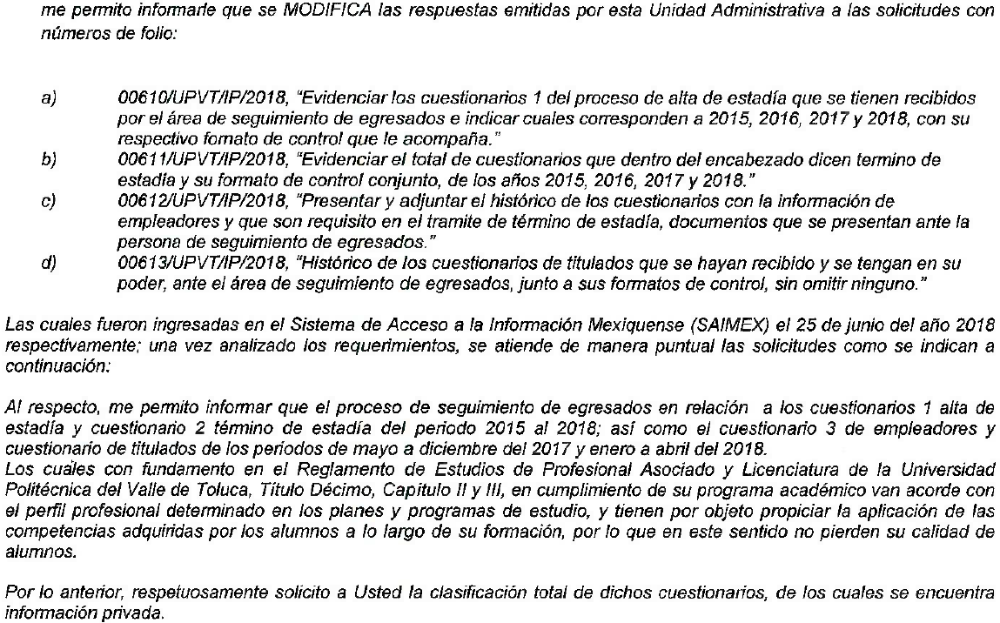 me permito informarle que se MODIFICA las respuestas emitidas por esta Unidad Administrativa a las solicitudes con
números de folio:
a) 00610/UPVT/IP/2018, “Evidenciar los cuestionarios 1 del proceso de alta de estadía que se tienen recibidos
por el área de seguimiento de egresados e indicar cuales corresponden a 2015, 2016, 2017 y 2018, con su
respectivo fomato de control que le acompaña.”
b) 00611/UPVT/IP/2018, “Evidenciar el total de cuestionarios que dentro del encabezado dicen termino de
estadía y su formato de control conjunto, de los años 2015, 2016, 2017 y 2018.”
c) 00612/UPVT/IP/2018, “Presentar y adjuntar el histórico de los cuestionarios con la información de
empleadores y que son requisito en el tramite de término de estadía, documentos que se presentan ante la
persona de seguimiento de egresados.”
d) 00613/UPVT/IP/2018, “Histórico de los cuestionarios de titulados que se hayan recibido y se tengan en su
poder, ante el área de seguimiento de egresados, junto a sus formatos de control, sin omitir ninguno.”
Las cuales fueron ingresadas en el Sistema de Acceso a la Información Mexiquense (SAIMEX) el 25 de junio del año 2018
respectivamente; una vez analizado los requerimientos, se atiende de manera puntual las solicitudes como se indican a
continuación:
Al respecto, me permito informar que el proceso de seguimiento de egresados en relación a los cuestionarios 1 alta de
estadía y cuestionario 2 término de estadía del periodo 2015 al 2018; así como el cuestionario 3 de empleadores y
cuestionario de titulados de los periodos de mayo a diciembre del 2017 y enero a abril del 2018.
Los cuales con fundamento en el Reglamento de Estudios de Profesional Asociado y Licenciatura de la Universidad
Politécnica del Valle de Toluca, Título Décimo, Capítulo II y III, en cumplimiento de su programa académico van acorde con
el perfil profesional determinado en los planes y programas de estudio, y tienen por objeto propiciar la aplicación de las
competencias adquiridas por los alumnos a lo largo de su formación, por lo que en este sentido no pierden su calidad de
alumnos.
Por lo anterior, respetuosamente solicito a Usted la clasificación total de dichos cuestionarios, de los cuales se encuentra
información privada.